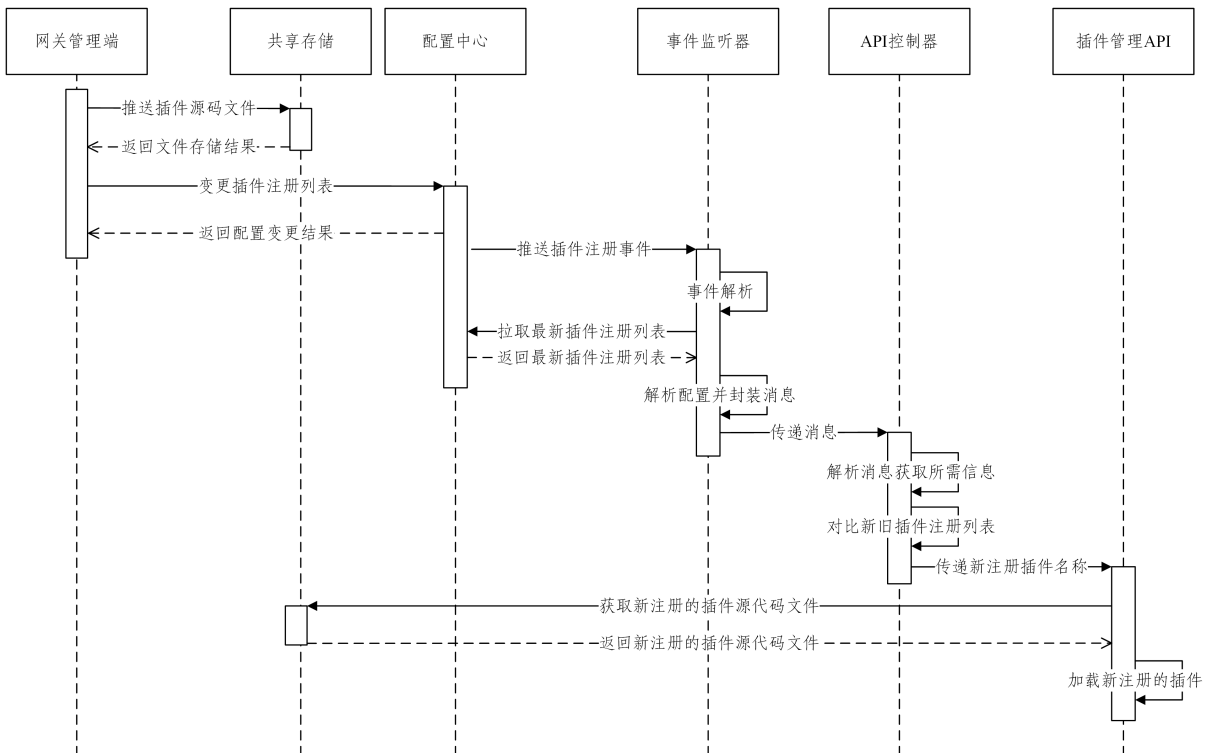 网关管理端
共享存储
配置中心
事件监听器
API控制器
插件管理API
推送插件源码文件
返回文件存储结果
变更插件注册列表
返回配置变更结果
推送插件注册事件
事件解析
拉取最新插件注册列表
返回最新插件注册列表
解析配置并封装消息
传递消息
解析消息获取所需信息
对比新旧插件注册列表
传递新注册插件名称
获取新注册的插件源代码文件
返回新注册的插件源代码文件
加载新注册的插件